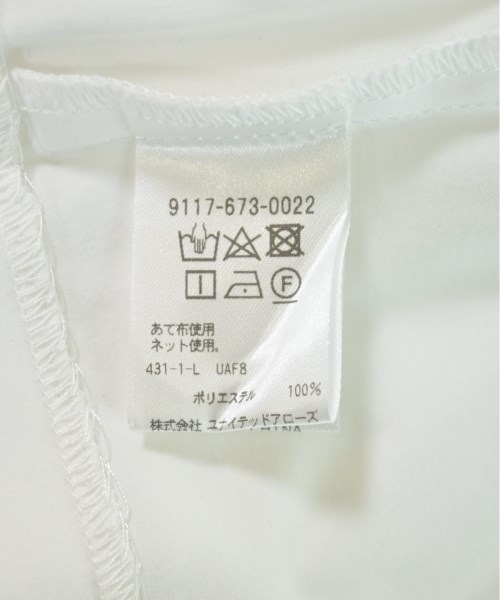 9117-673-0022
F
あて布使用
ネット使用。
431-1-L UAF8
ポリエステル 100%
株式会社 ユナイテッドアローズ